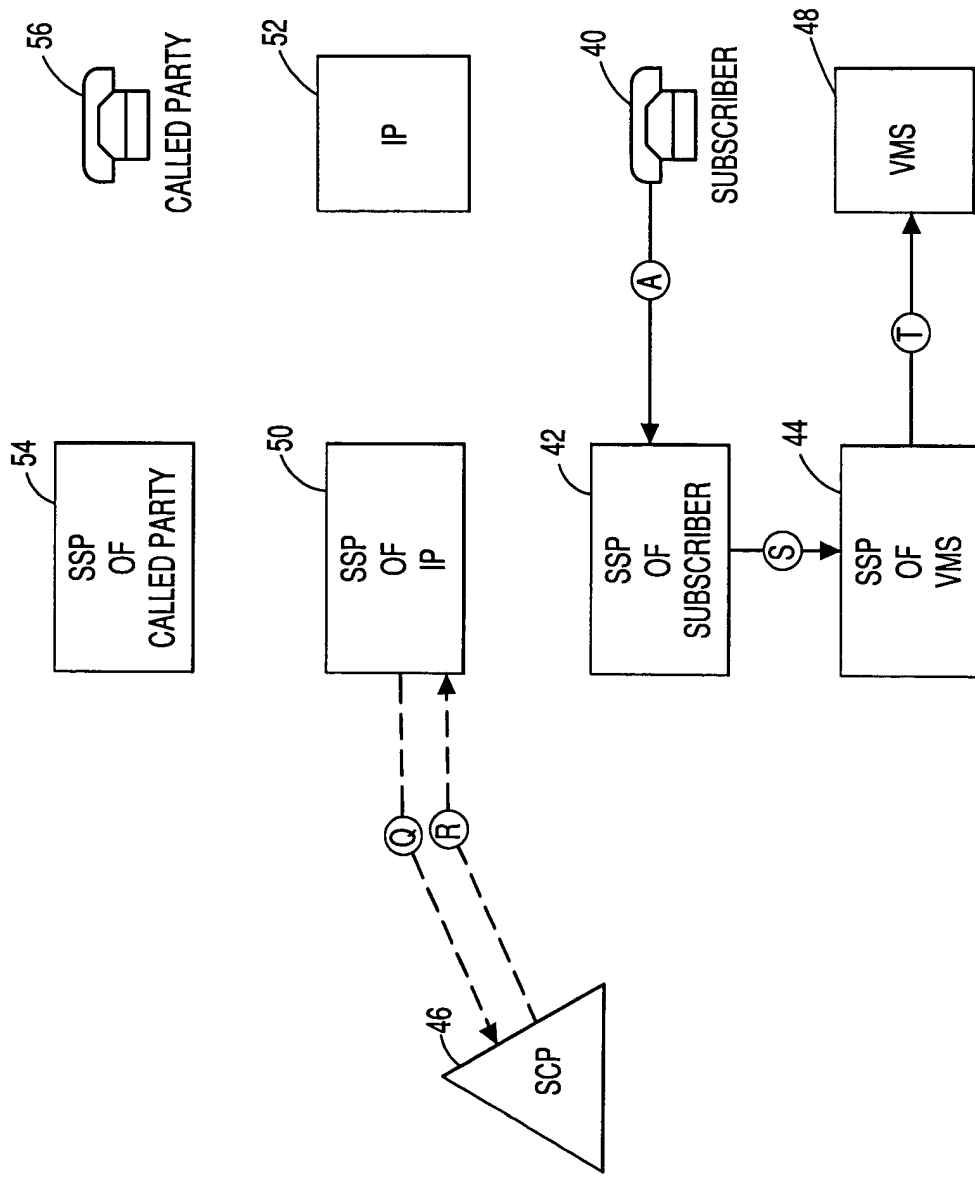 56
CALLED PARTY
52
IP
40
SUBSCRIBER
48
VMS
A
T
54
SSP
OF
CALLED PARTY
50
SSP
OF
IP
42
SSP
OF
SUBSCRIBER
S
44
SSP
OF
VMS
Q
R
46
SCP